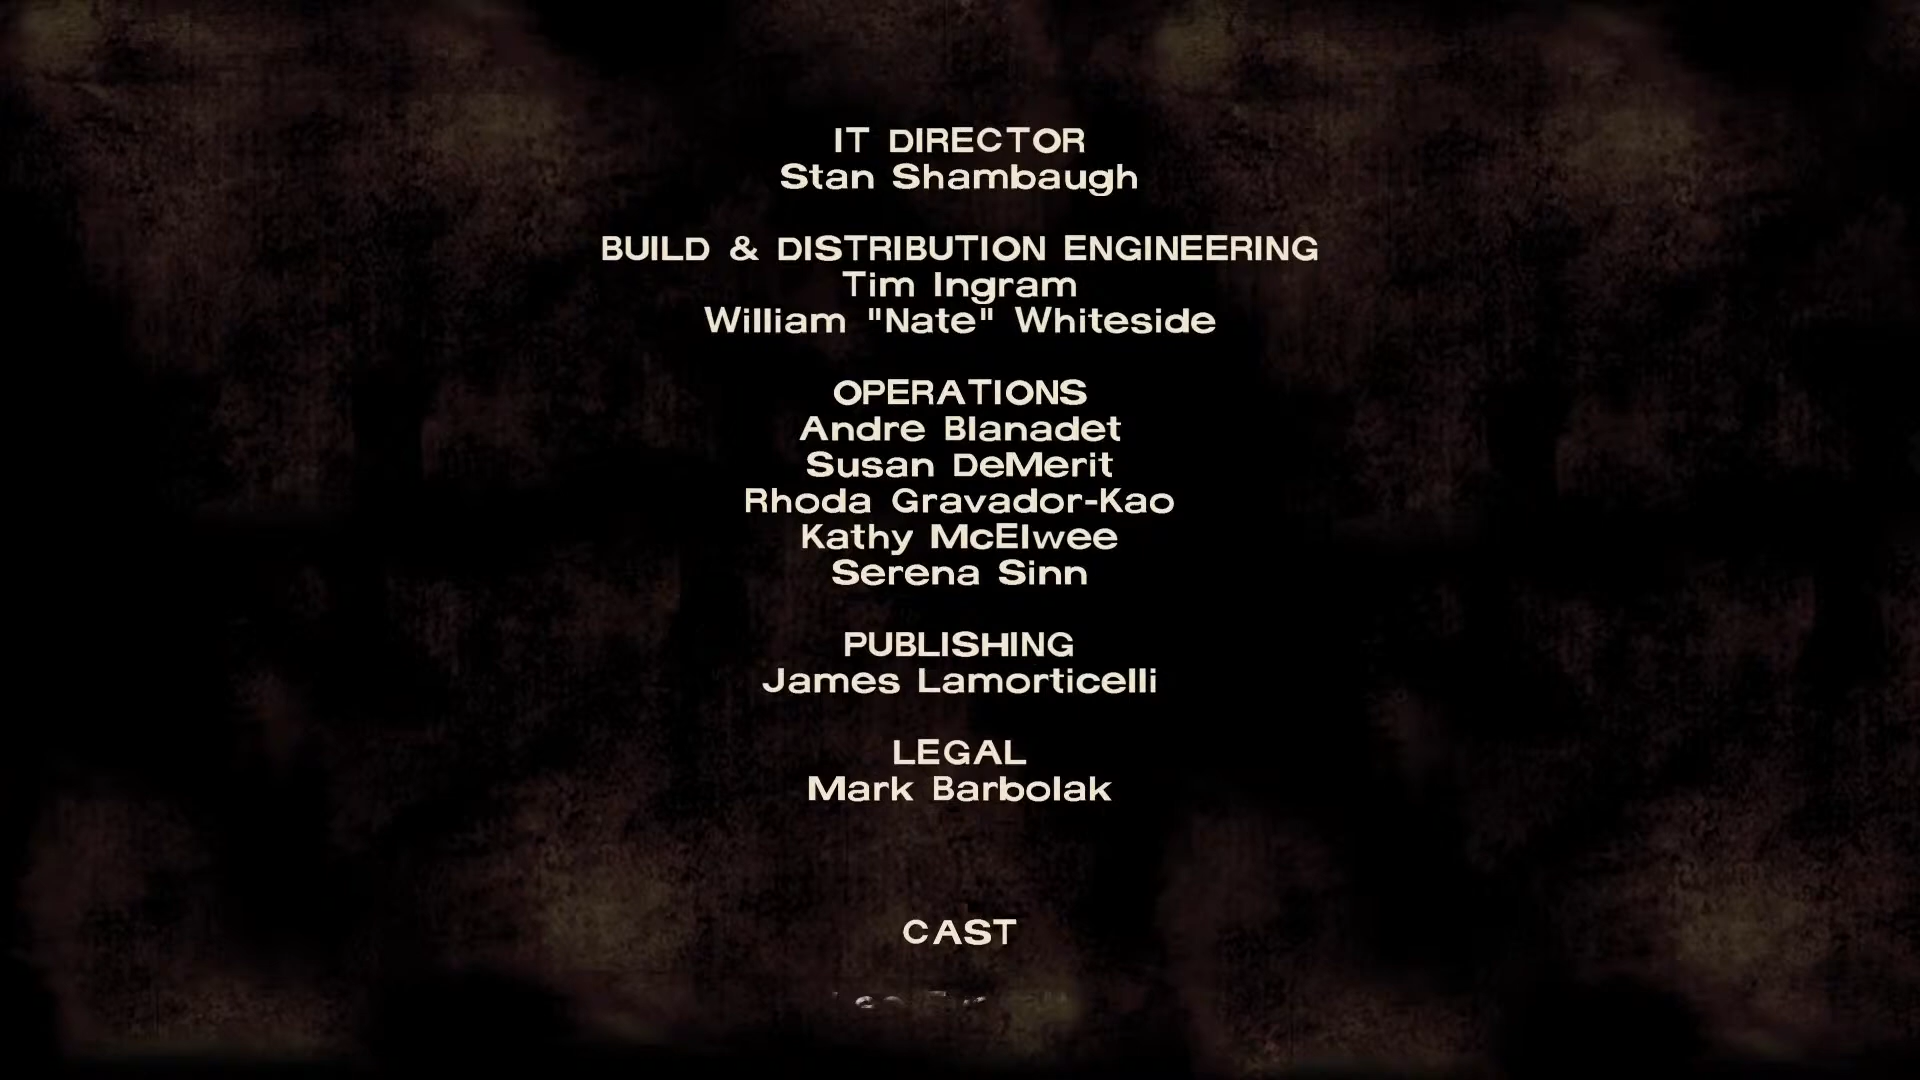 IT DIRECTOR
Stan Shambaugh
BUILD & DISTRIBUTION ENGINEERING
Tim Ingram
William "Nate" Whiteside
OPERATIONS
Andre Blanadet
Susan DeMerit
Rhoda Gravador-Kao
Kathy McElwee
Serena Sinn
PUBLISHING
James Lamorticelli
LEGAL
Mark Barbolak
CAST